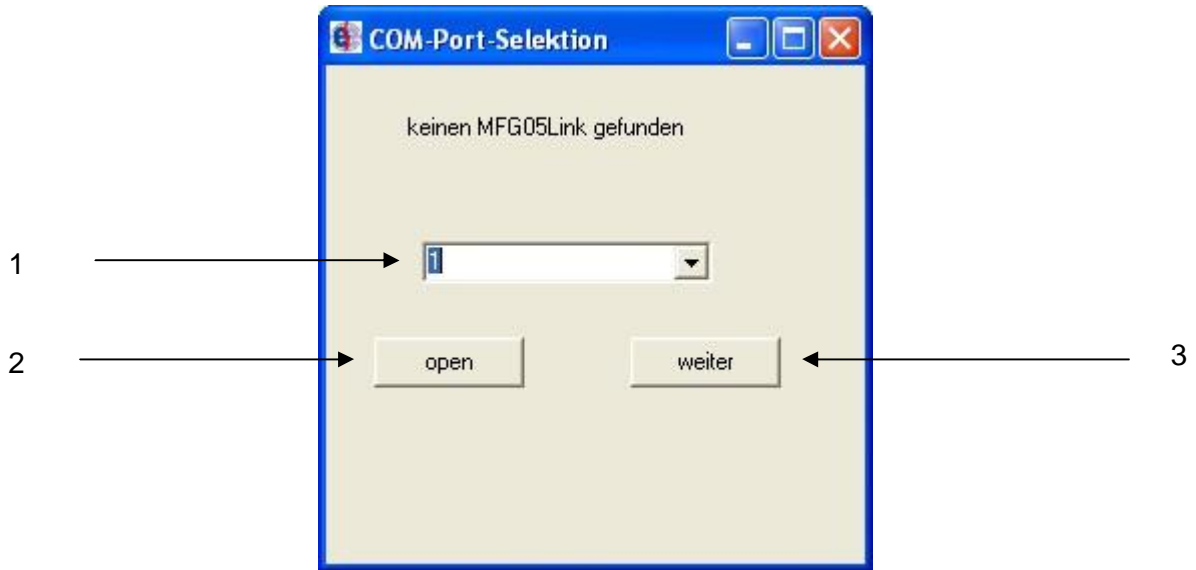 COM-Port-Selektion
keinen MFG05Link gefunden
1
1
2
open
weiter
3